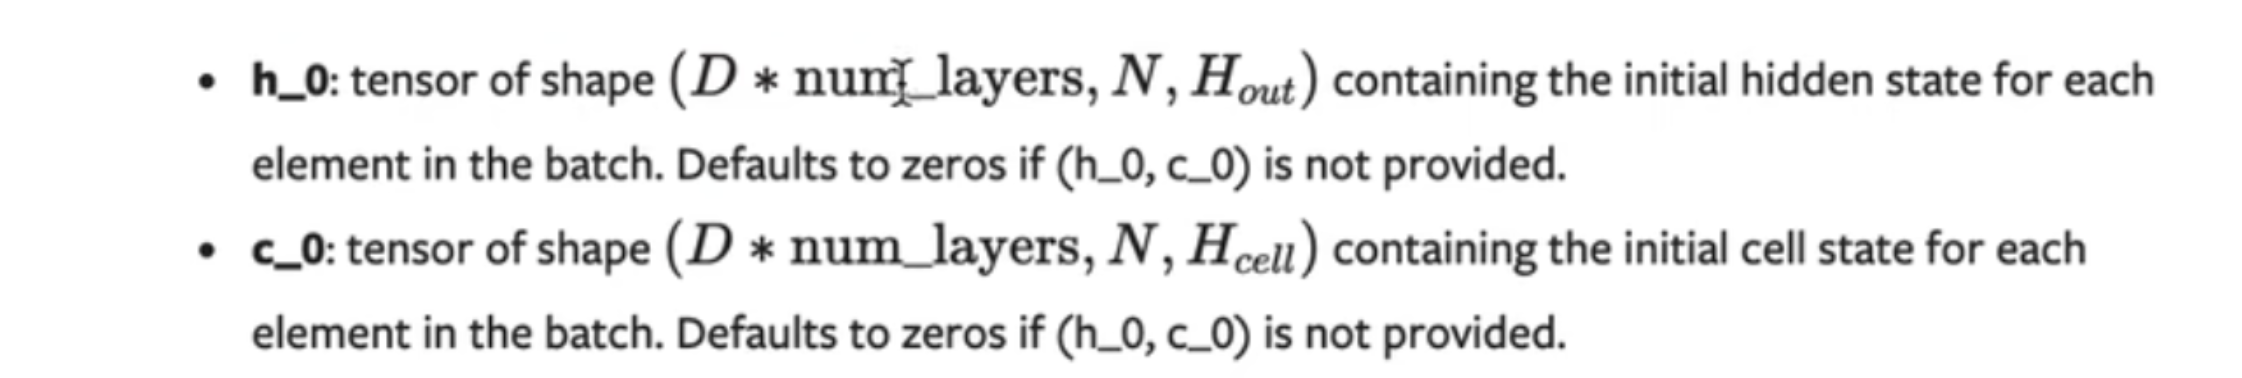 • h_0: tensor of shape (D * num_layers, N, H_out) containing the initial hidden state for each
element in the batch. Defaults to zeros if (h_0, c_0) is not provided.
• c_0: tensor of shape (D * num_layers, N, H_cell) containing the initial cell state for each
element in the batch. Defaults to zeros if (h_0, c_0) is not provided.